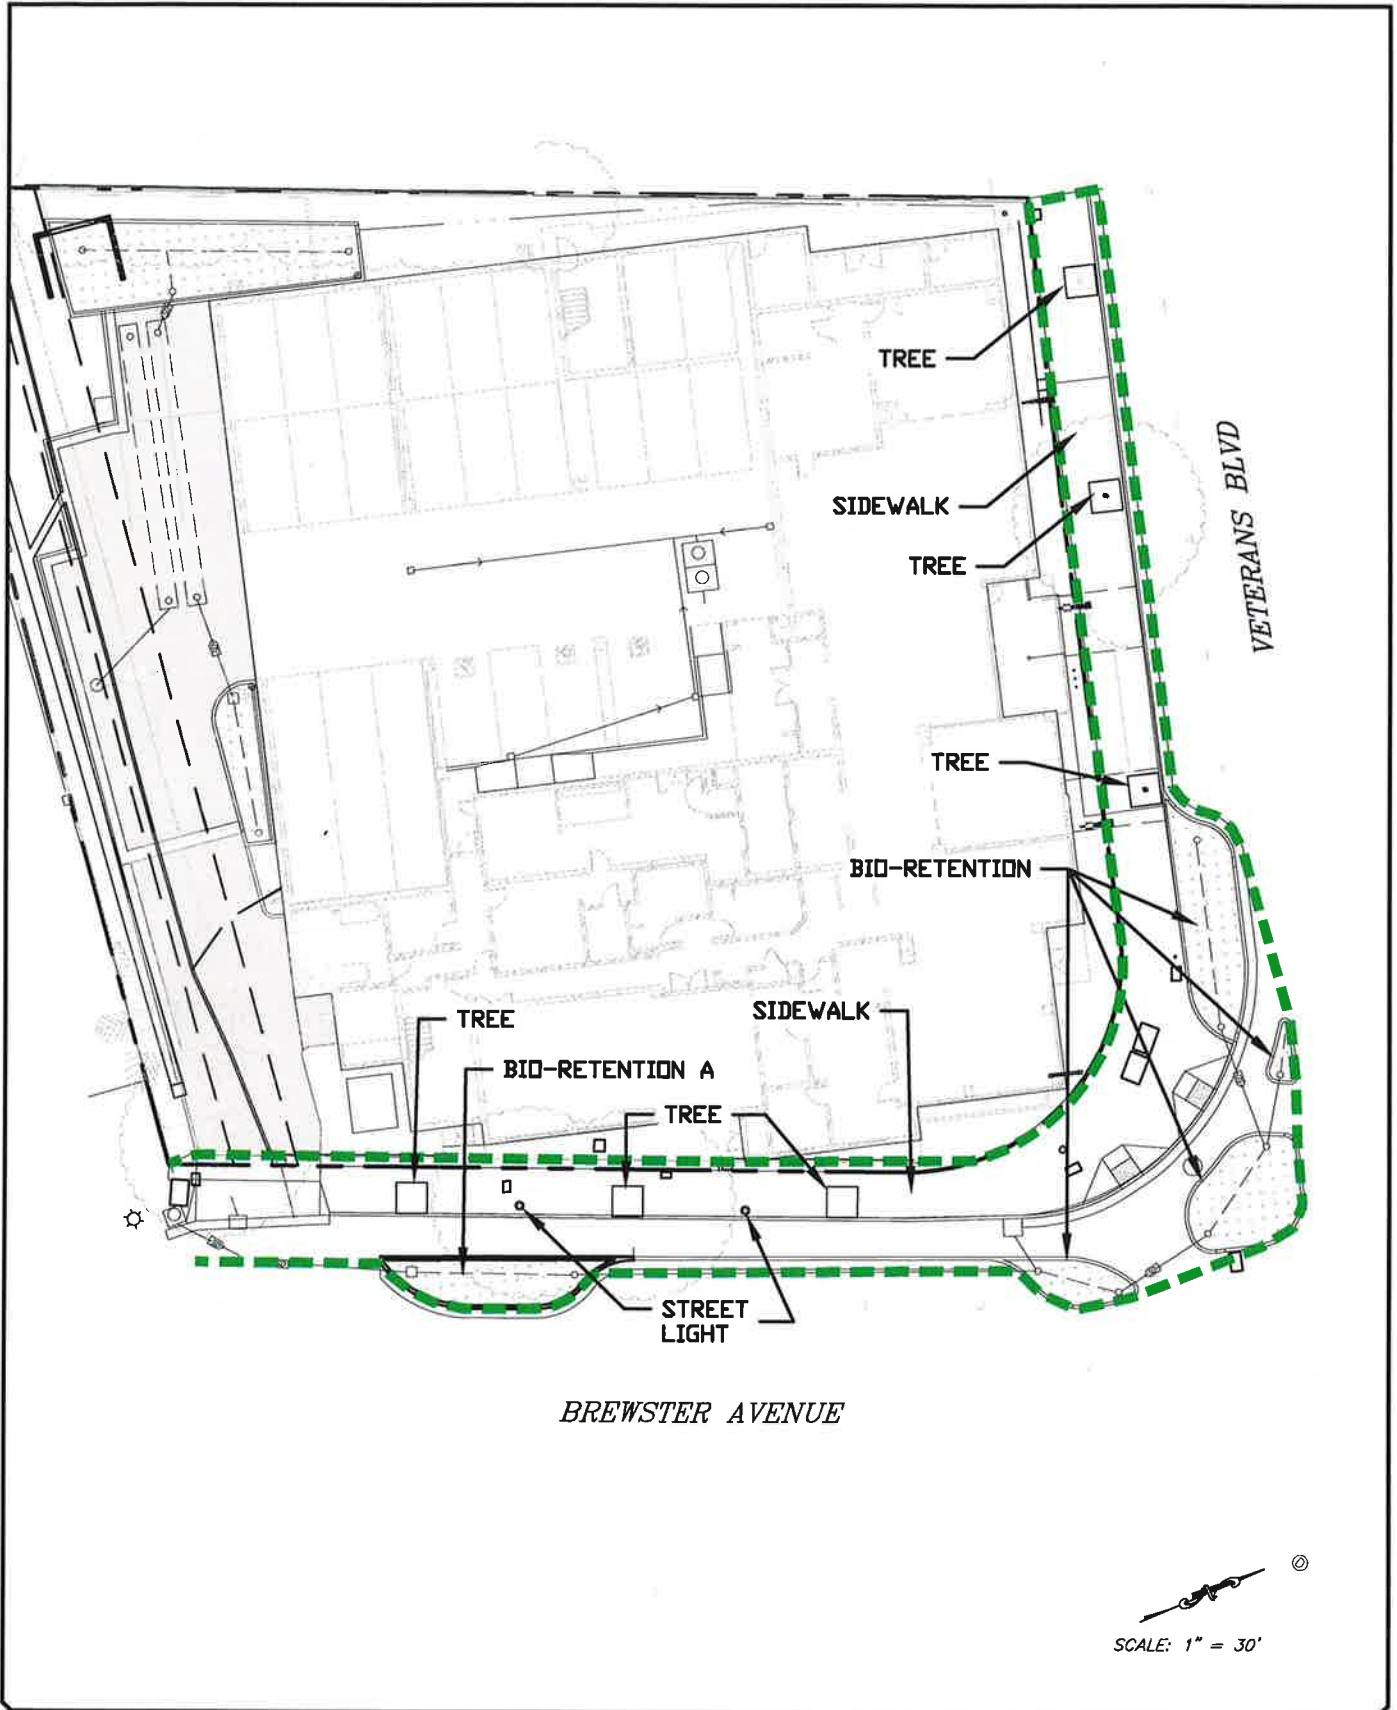 TREE
SIDEWALK
TREE
VETERANS BLVD
TREE
BIO-RETENTION
SIDEWALK
TREE
BIO-RETENTION A
TREE
STREET
LIGHT
BREWSTER AVENUE
SCALE: 1" = 30'